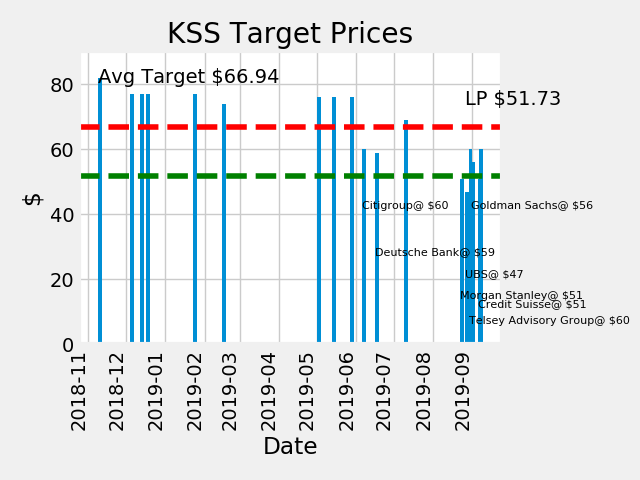 KSS Target Prices
Avg Target $66.94
LP $51.73
80
60
40
20
0
$
Citigroup@ $60
Goldman Sachs@ $56
Deutsche Bank@ $59
UBS@ $47
Morgan Stanley@ $51
Credit Suisse@ $51
Telsey Advisory Group@ $60
2018-11
2018-12
2019-01
2019-02
2019-03
2019-04
2019-05
2019-06
2019-07
2019-08
2019-09
Date